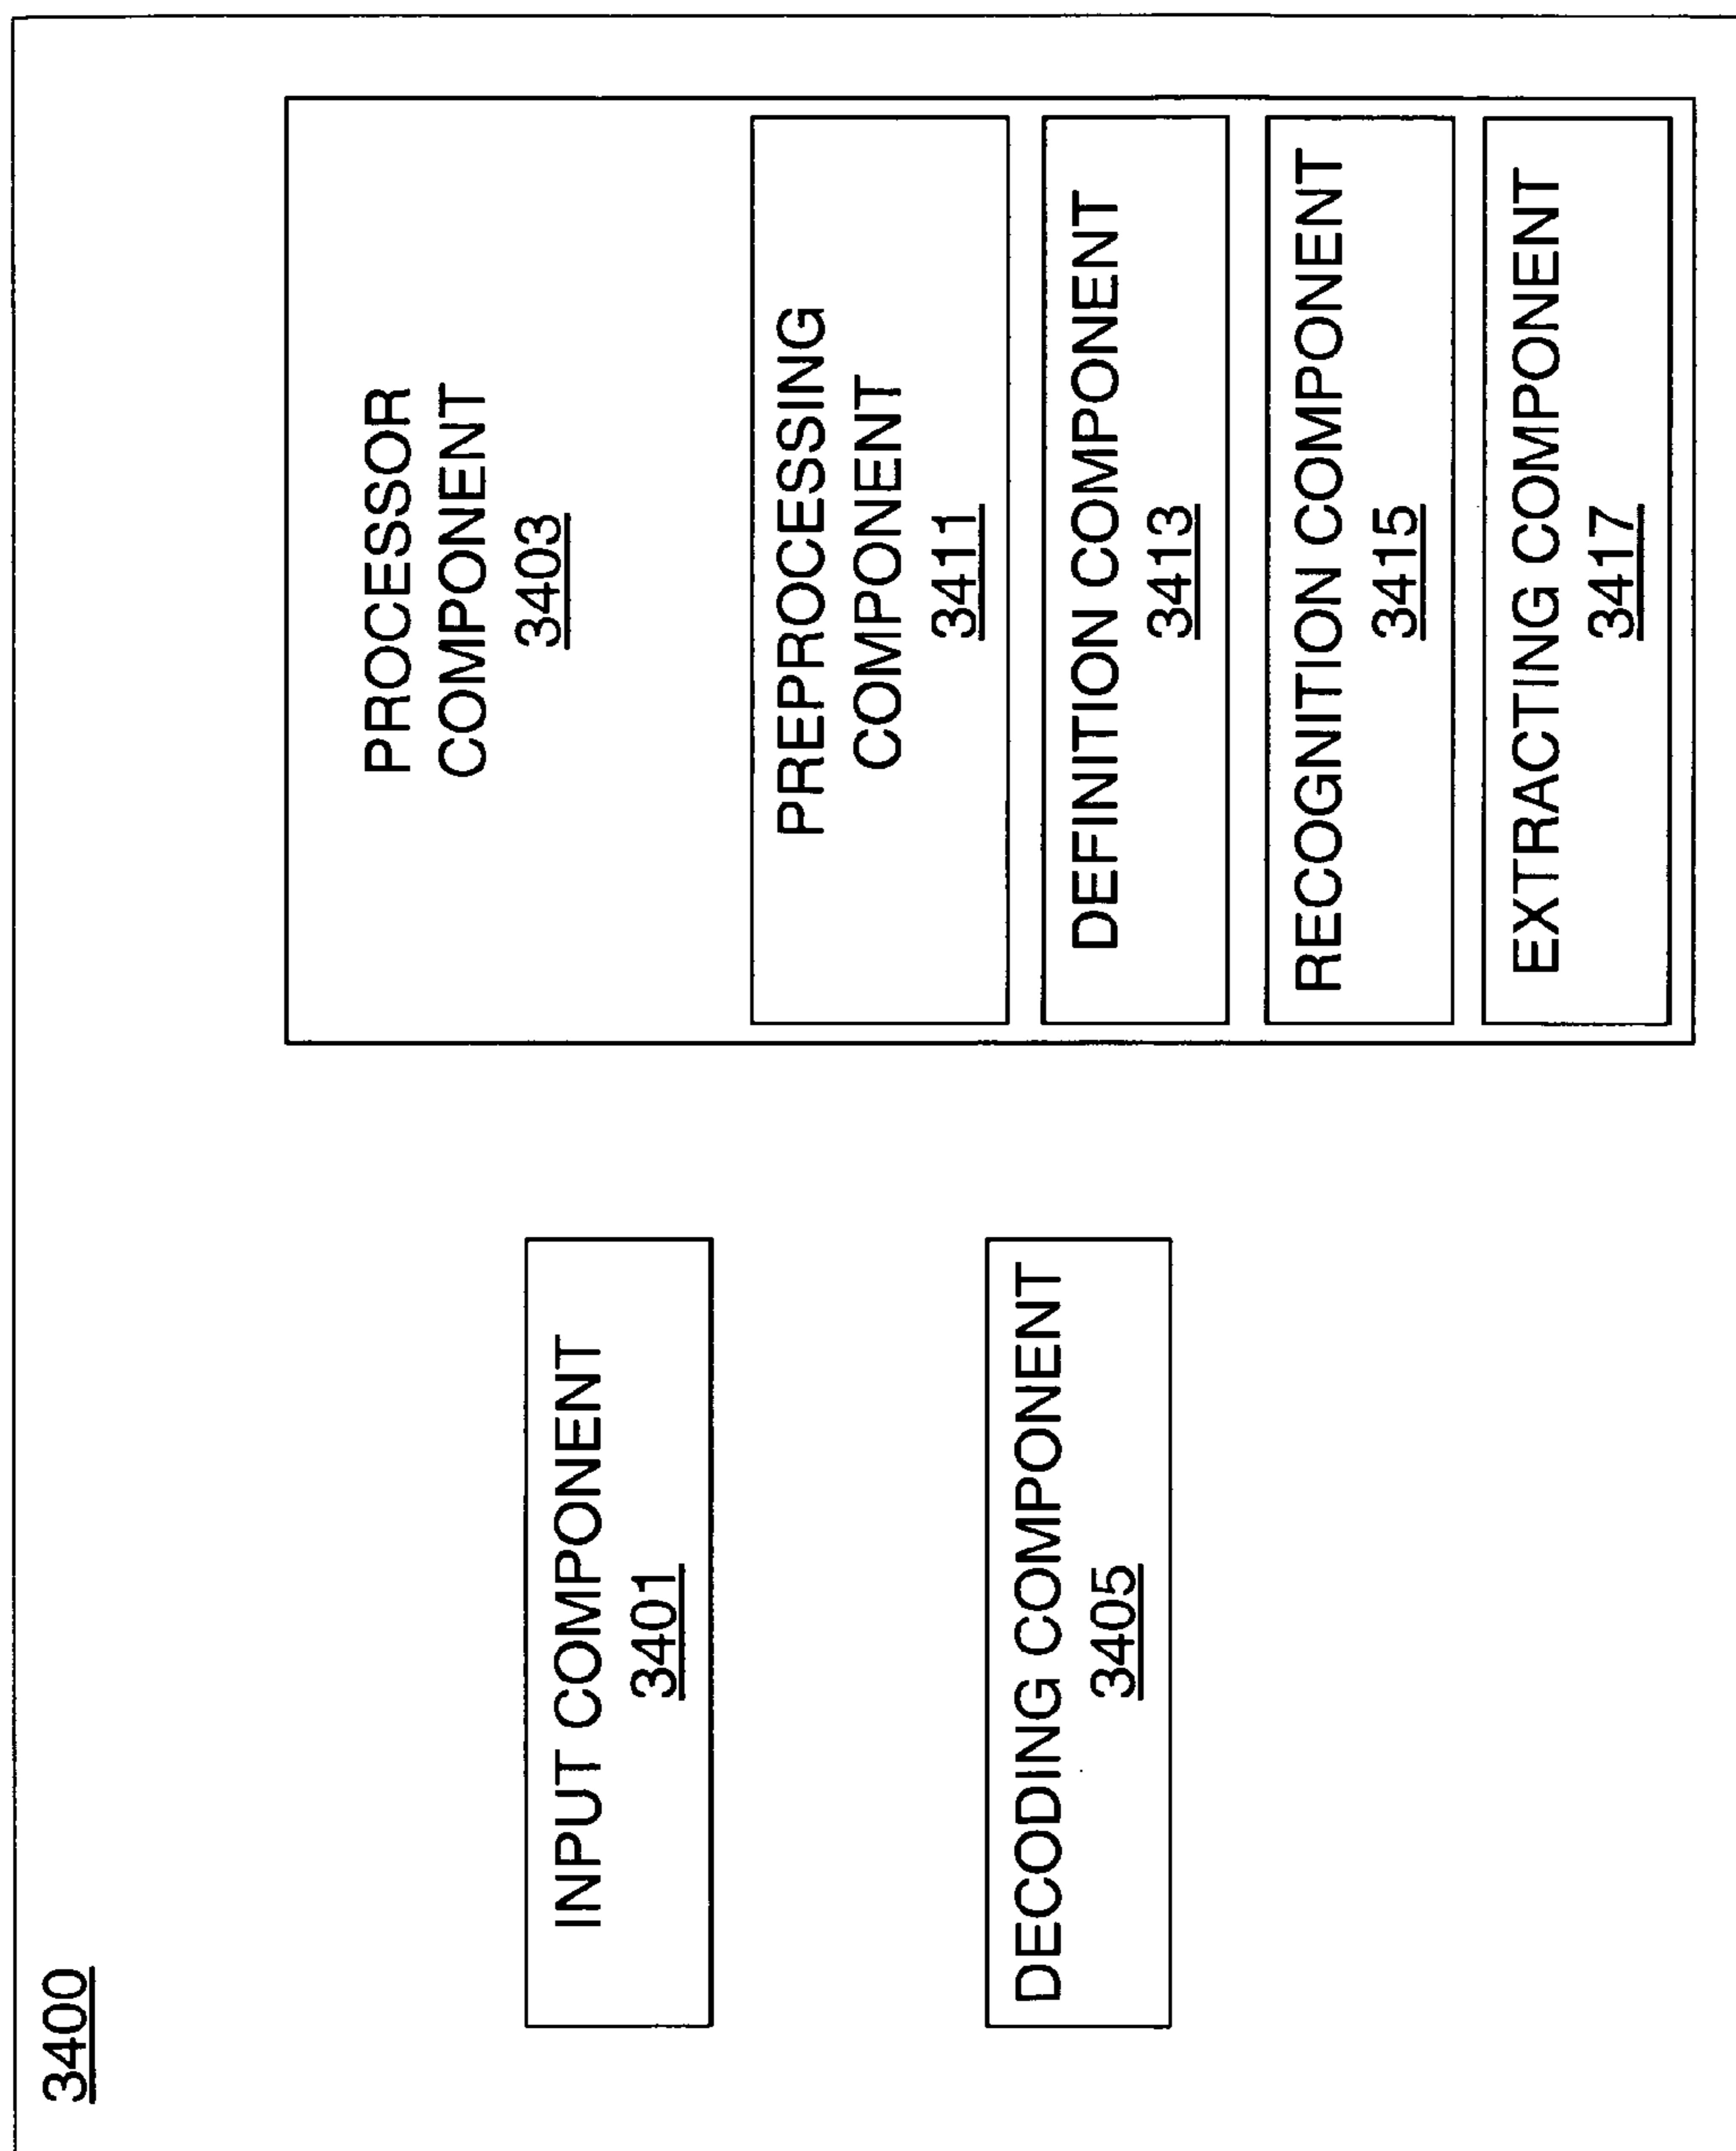 3400
INPUT COMPONENT
3401
DECODING COMPONENT
3405
PROCESSOR
COMPONENT
3403
PREPROCESSING
COMPONENT
3411
DEFINITION COMPONENT
3413
RECOGNITION COMPONENT
3415
EXTRACTING COMPONENT
3417